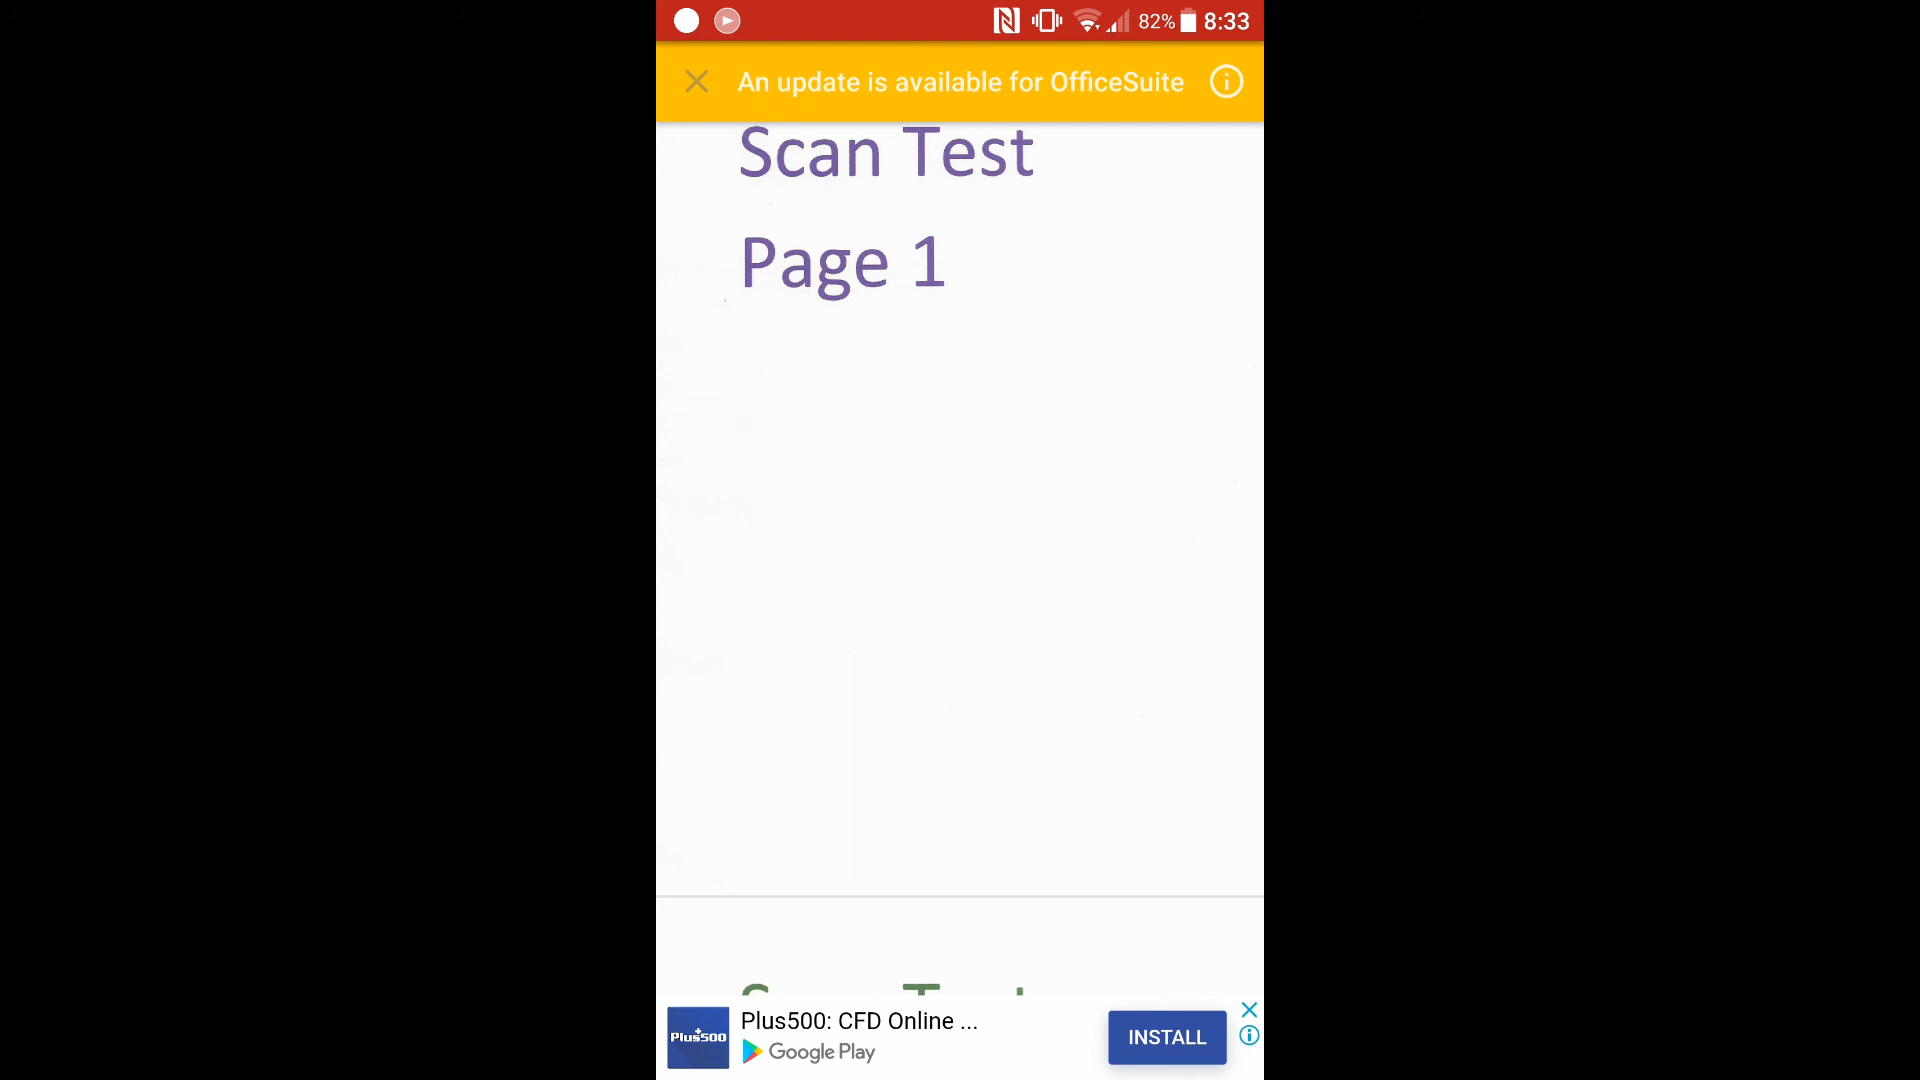 82% 8:33
An update is available for OfficeSuite
Scan Test
Page 1
Plus500
Plus500: CFD Online ...
Google Play
INSTALL